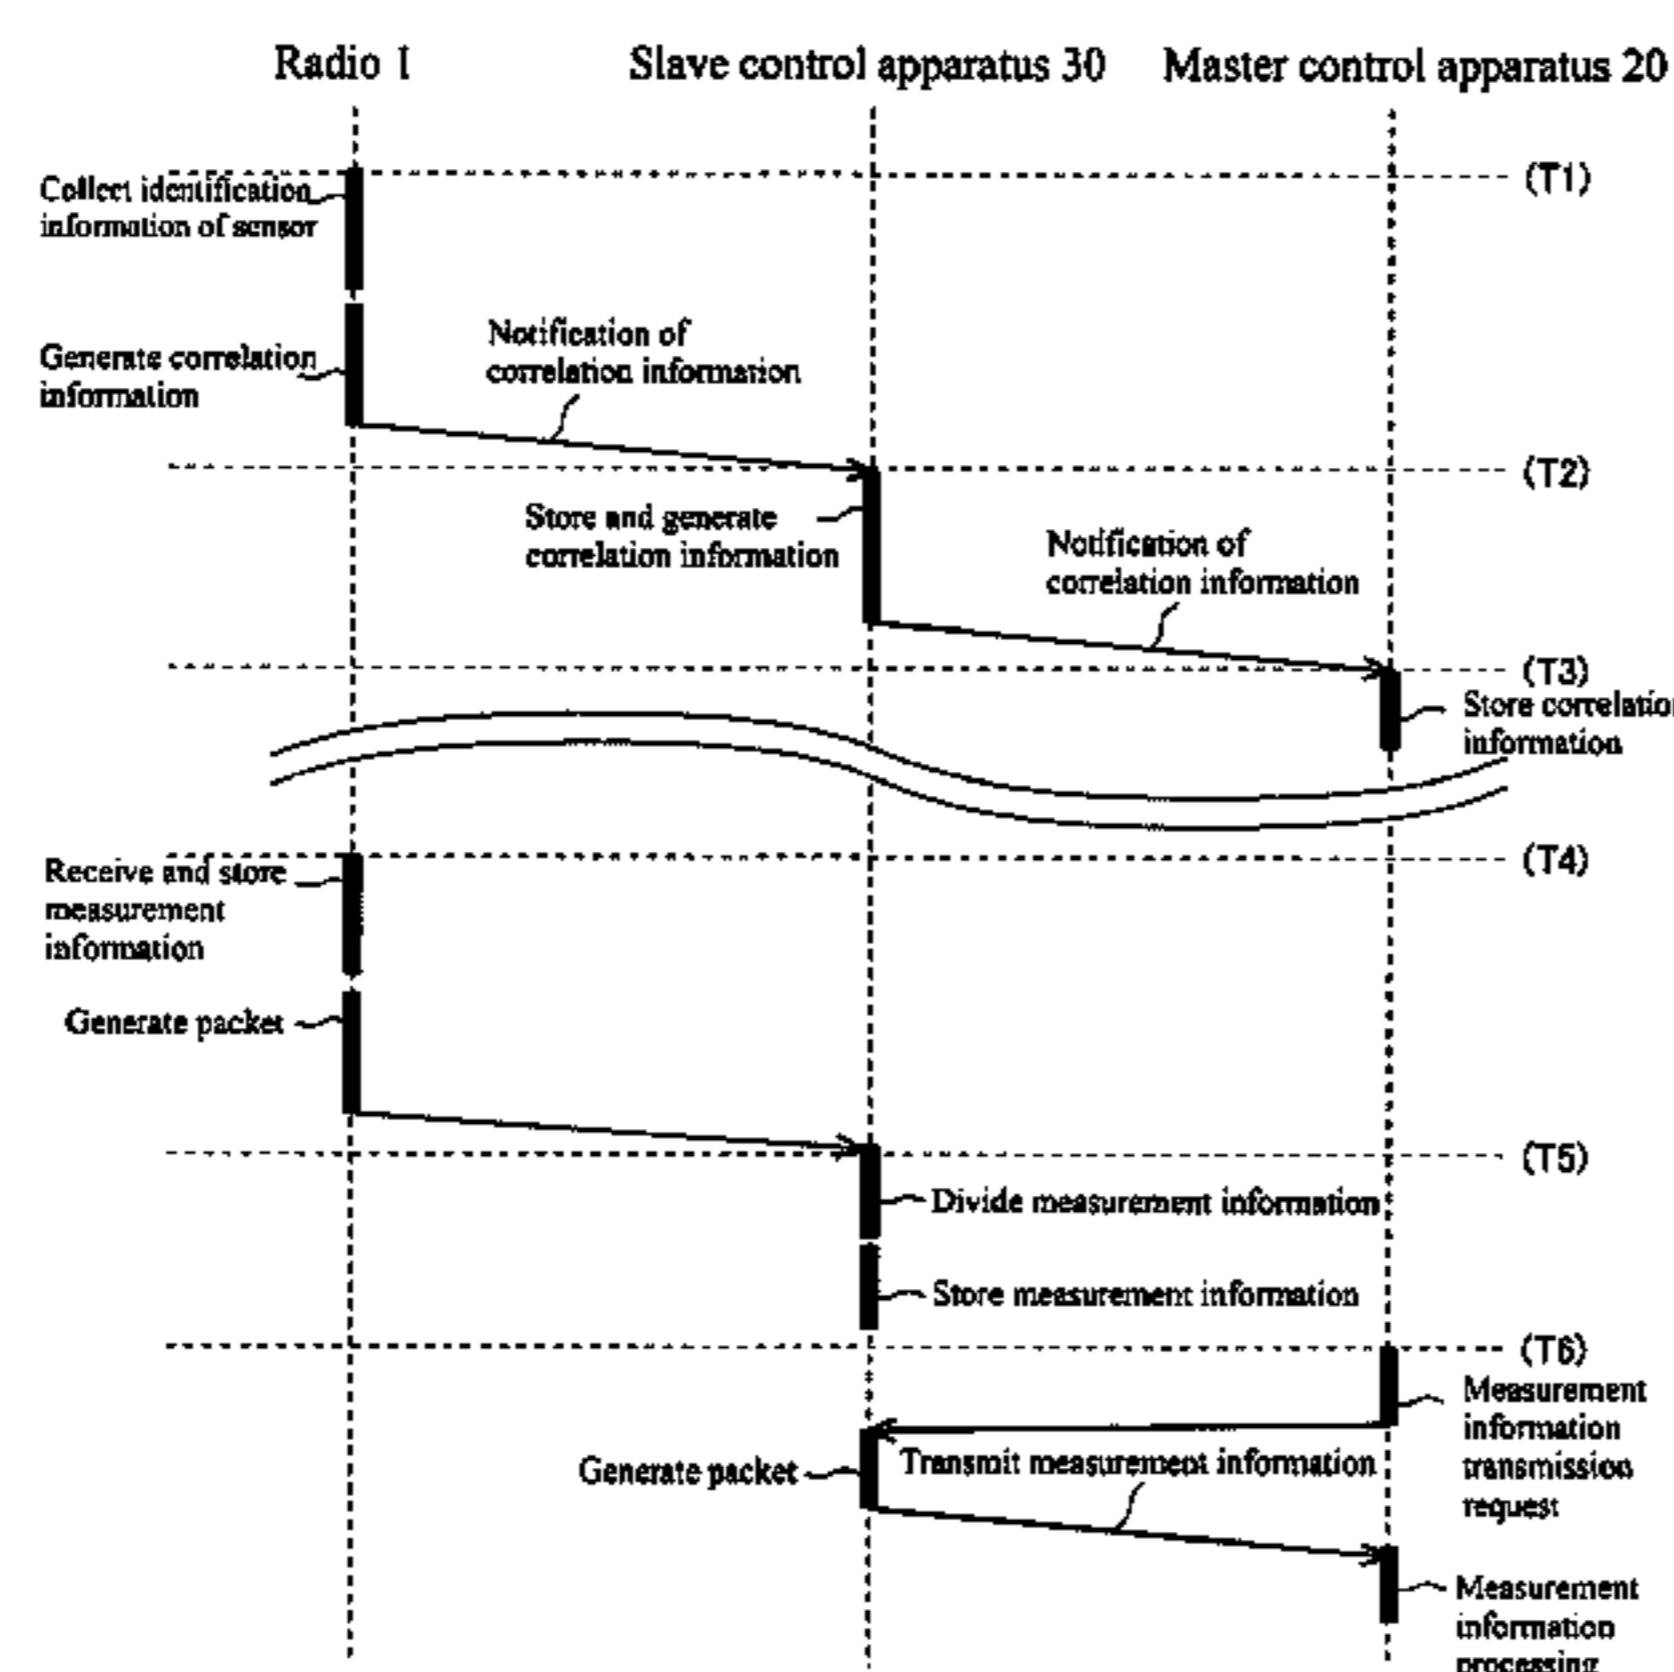 Radio 1
Slave control apparatus 30
Master control apparatus 20
(T1)
Collect identification
information of sensor
Notification of
correlation information
Generate correlation
information
(T2)
Store and generate
correlation information
Notification of
correlation information
(T3)
Store correlation
information
(T4)
Receive and store
measurement
information
Generate packet
(T5)
Divide measurement information
Store measurement information
(T6)
Measurement
information
transmission
request
Transmit measurement information
Generate packet
Measurement
information
processing